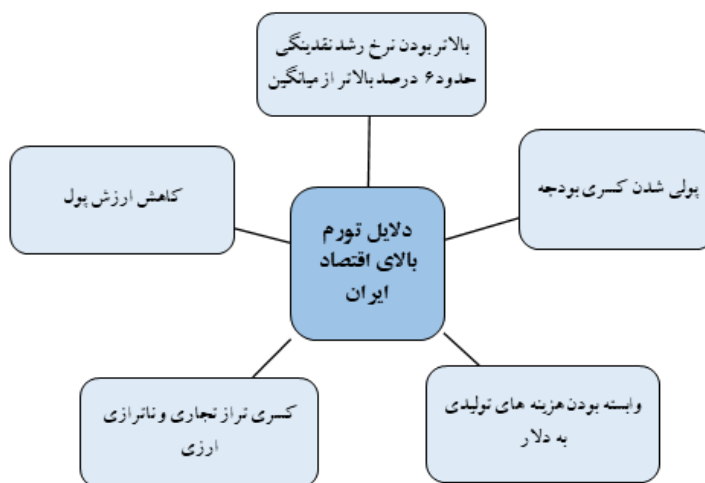 بالاتر بودن نرخ رشد نقدینگی
حدود ۶ درصد بالاتر از میانگین
پولی شدن کسری بودجه
کاهش ارزش پول
دلایل تورم
بالای اقتصاد
ایران
وابسته بودن هزینه های تولیدی
به دلار
کسری تراز تجاری و ناترازی
ارزی